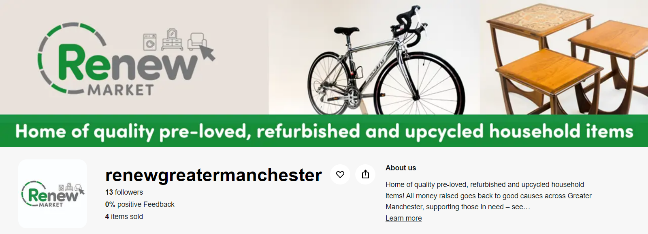 Renew
MARKET
Home of quality pre-loved, refurbished and upcycled household items
Renew
MARKET
renewgreatermanchester
13 followers
0% positive Feedback
4 items sold
About us
Home of quality pre-loved, refurbished and upcycled household
items! All money raised goes back to good causes across Greater
Manchester, supporting those in need – see....
Learn more